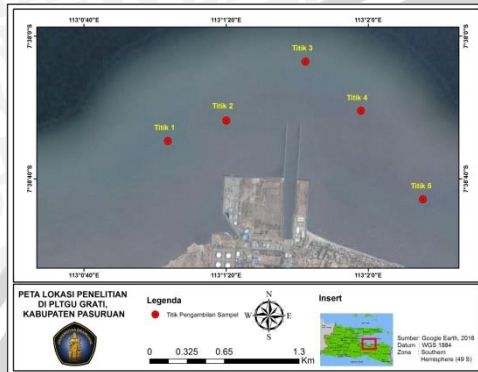 113°0'40"E 113°1'20"E 113°2'0"E
7°38'0"S 7°38'0"S
Titik 3
Titik 4
Titik 2
Titik 1
7°38'40"S 7°38'40"S
Titik 5
113°0'40"E 113°1'20"E 113°2'0"E
PETA LOKASI PENELITIAN
DI PLTGU GRATI,
KABUPATEN PASURUAN
Legenda
Titik Pengambilan Sampel
N
W E
S
0 0.325 0.65 1.3
Km
Insert
Sumber: Google Earth, 2016
Datum : WGS 1984
Zona : Southern
Hemisphere (49 S)